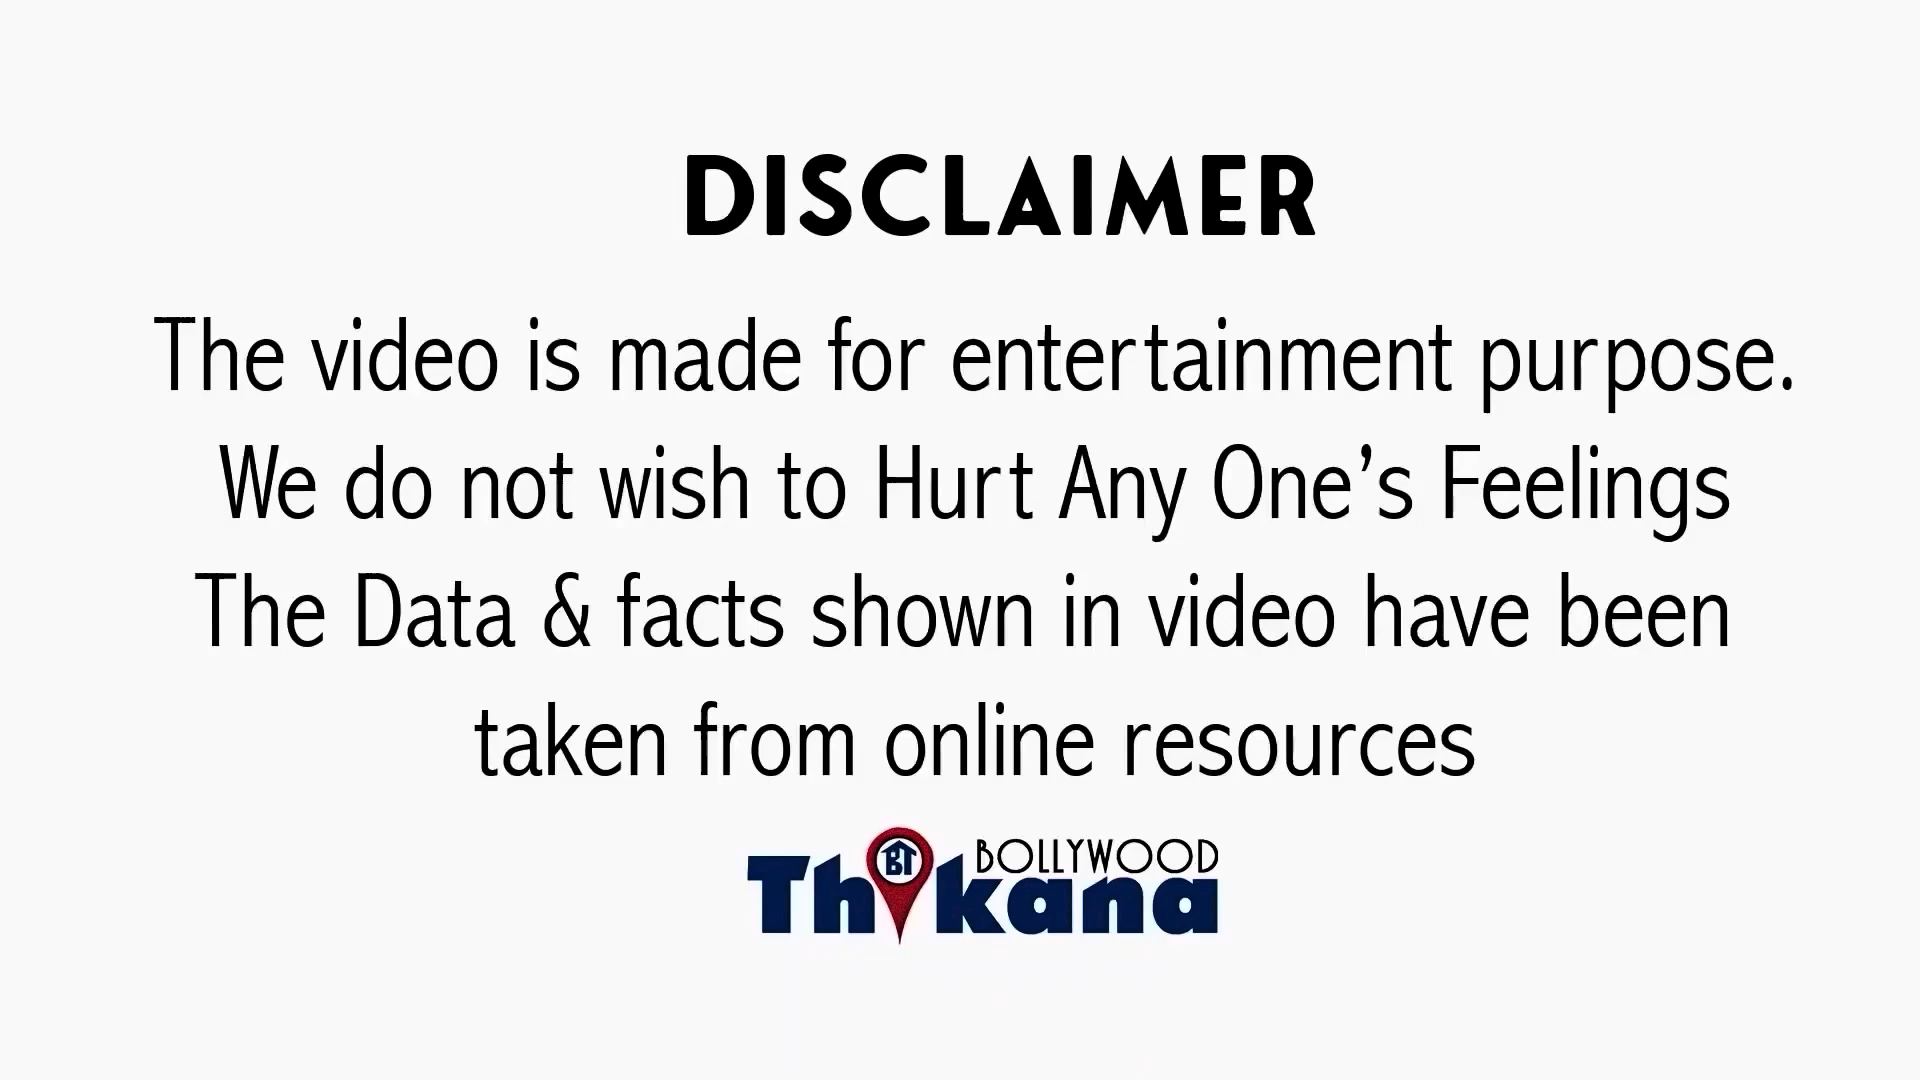 DISCLAIMER
The video is made for entertainment purpose.
We do not wish to Hurt Any One’s Feelings
The Data & facts shown in video have been
taken from online resources
BOLLYWOOD
BT
Thikana